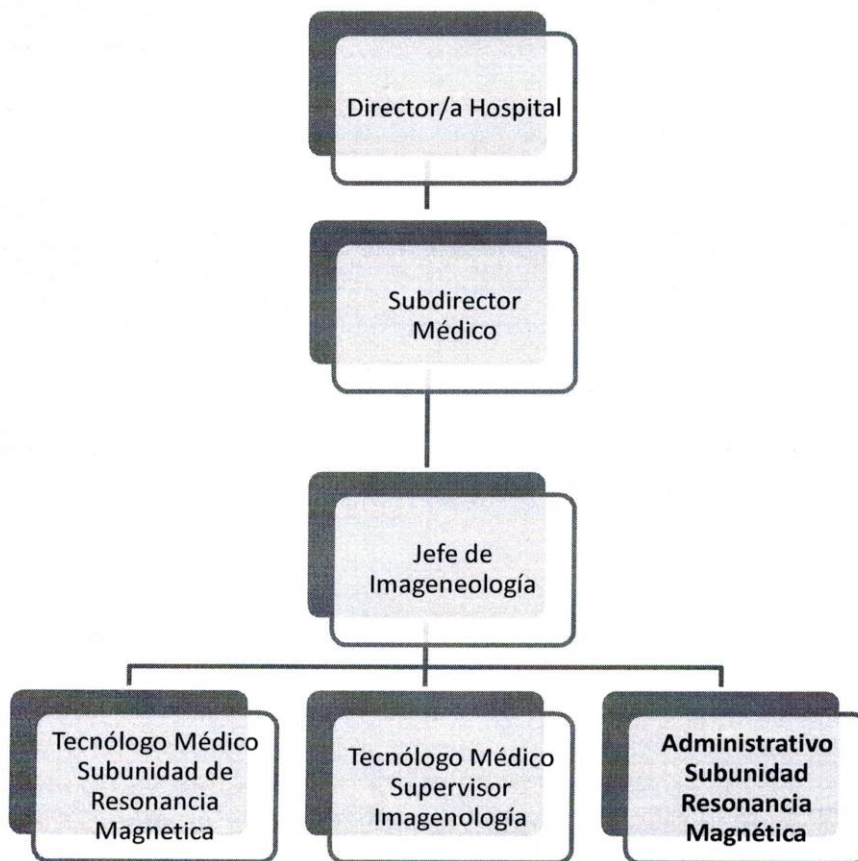 Director/a Hospital
Subdirector
Médico
Jefe de
Imageneología
Tecnólogo Médico
Subunidad de
Resonancia
Magnetica
Tecnólogo Médico
Supervisor
Imagenología
Administrativo
Subunidad
Resonancia
Magnética